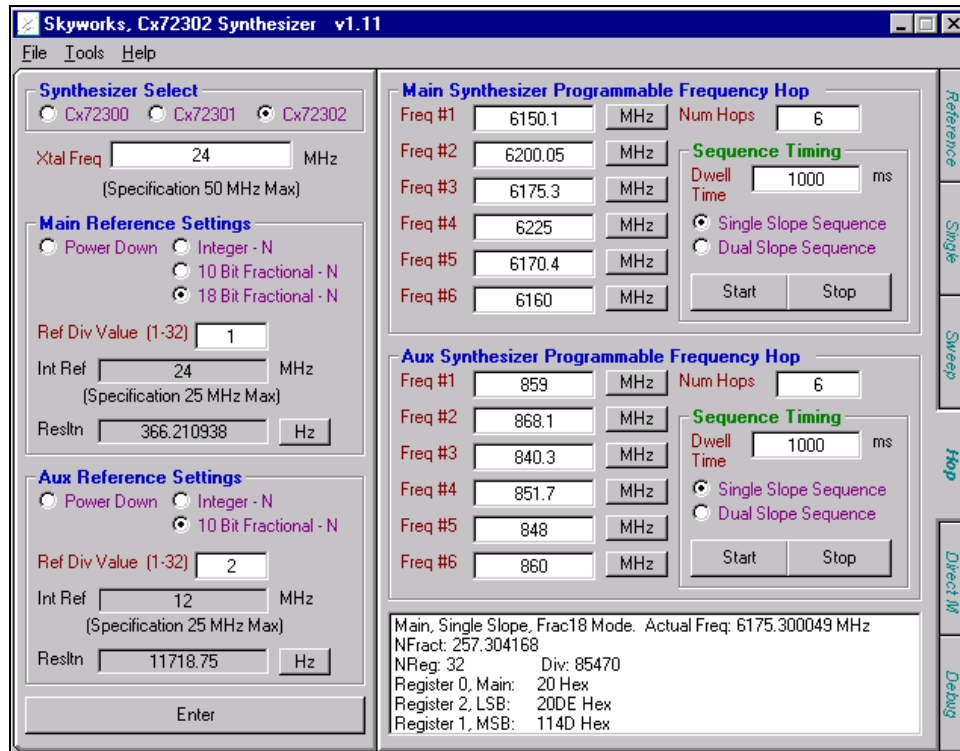 Skyworks, Cx72302 Synthesizer v1.11
File Tools Help
Synthesizer Select
Cx72300 Cx72301 Cx72302
Xtal Freq 24 MHz
(Specification 50 MHz Max)
Main Reference Settings
Power Down Integer - N
10 Bit Fractional - N
18 Bit Fractional - N
Ref Div Value (1-32) 1
Int Ref 24 MHz
(Specification 25 MHz Max)
Resltn 366.210938 Hz
Aux Reference Settings
Power Down Integer - N
10 Bit Fractional - N
Ref Div Value (1-32) 2
Int Ref 12 MHz
(Specification 25 MHz Max)
Resltn 11718.75 Hz
Enter
Main Synthesizer Programmable Frequency Hop
Freq #1 6150.1 MHz
Freq #2 6200.05 MHz
Freq #3 6175.3 MHz
Freq #4 6225 MHz
Freq #5 6170.4 MHz
Freq #6 6160 MHz
Num Hops 6
Sequence Timing
Dwell Time 1000 ms
Single Slope Sequence
Dual Slope Sequence
Start Stop
Aux Synthesizer Programmable Frequency Hop
Freq #1 859 MHz
Freq #2 868.1 MHz
Freq #3 840.3 MHz
Freq #4 851.7 MHz
Freq #5 848 MHz
Freq #6 860 MHz
Num Hops 6
Sequence Timing
Dwell Time 1000 ms
Single Slope Sequence
Dual Slope Sequence
Start Stop
Main, Single Slope, Frac18 Mode. Actual Freq: 6175.300049 MHz
NFract: 257.304168
NReg: 32 Div: 85470
Register 0, Main: 20 Hex
Register 2, LSB: 20DE Hex
Register 1, MSB: 114D Hex
Reference
Single
Sweep
Hop
Direct M
Debug